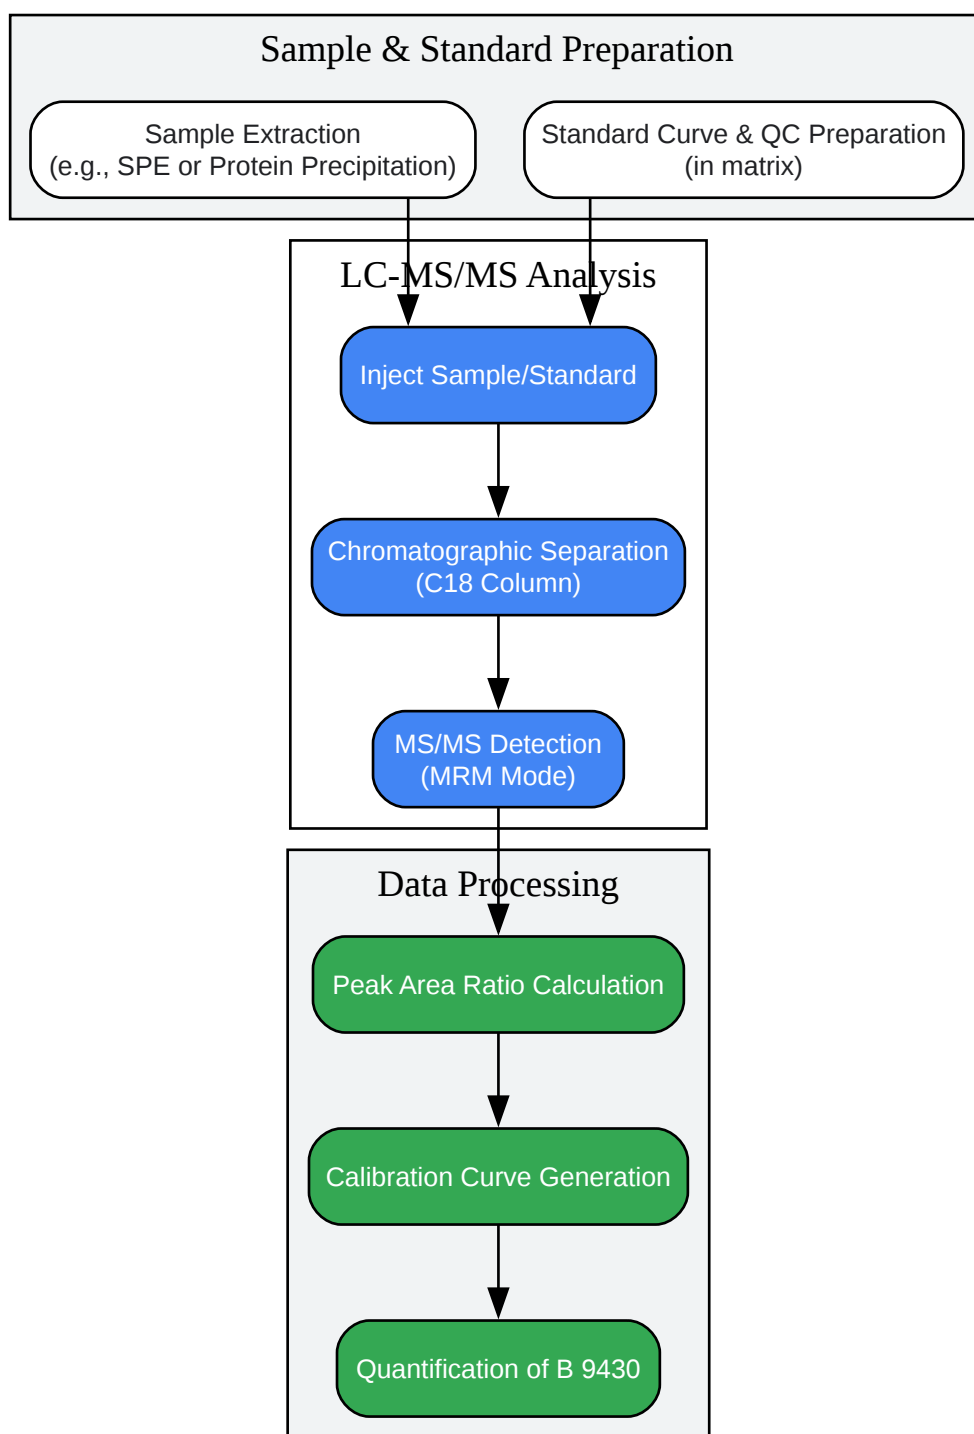 Sample & Standard Preparation
Sample Extraction
(e.g., SPE or Protein Precipitation)
Standard Curve & QC Preparation
(in matrix)
LC-MS/MS Analysis
Inject Sample/Standard
Chromatographic Separation
(C18 Column)
MS/MS Detection
(MRM Mode)
Data Processing
Peak Area Ratio Calculation
Calibration Curve Generation
Quantification of B 9430